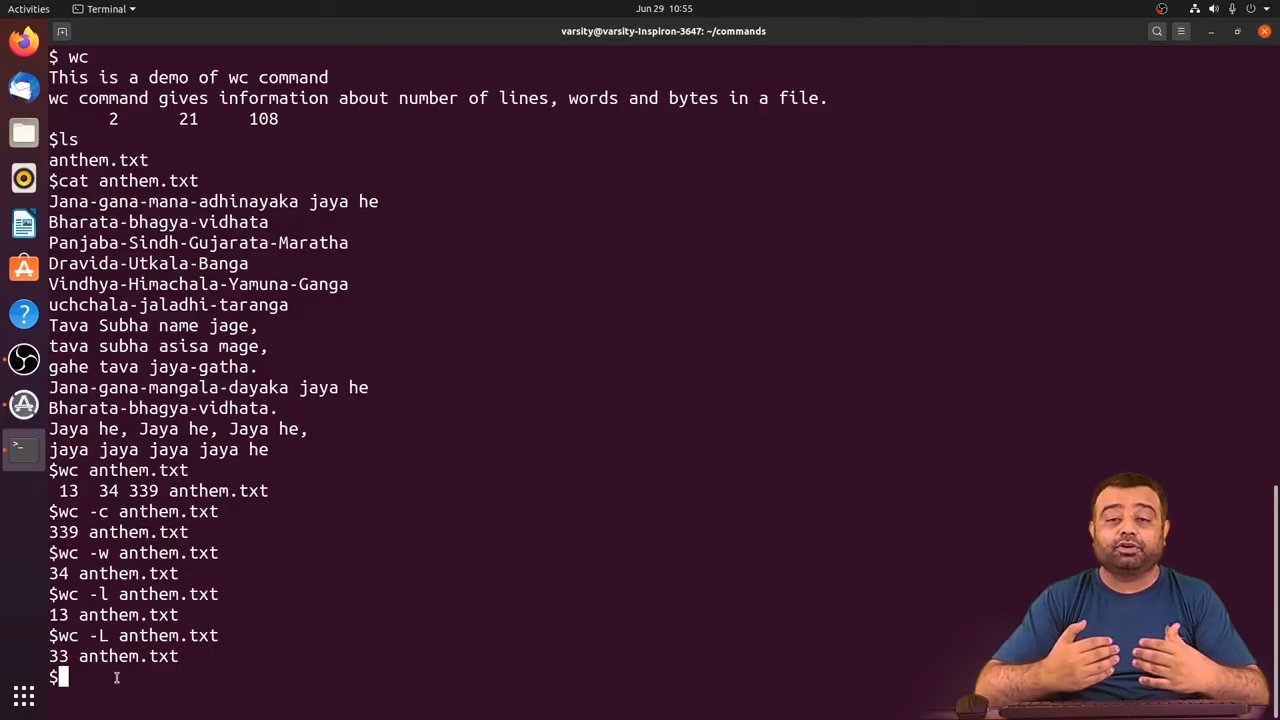 Activities
Terminal
Jun 29 10:55
varsity@varsity-Inspiron-3647: ~/commands
$ wc
This is a demo of wc command
wc command gives information about number of lines, words and bytes in a file.
2 21 108
$ls
anthem.txt
$cat anthem.txt
Jana-gana-mana-adhinayaka jaya he
Bharata-bhagya-vidhata
Panjaba-Sindh-Gujarata-Maratha
Dravida-Utkala-Banga
Vindhya-Himachala-Yamuna-Ganga
uchchala-jaladhi-taranga
Tava Subha name jage,
tava subha asisa mage,
gahe tava jaya-gatha.
Jana-gana-mangala-dayaka jaya he
Bharata-bhagya-vidhata.
Jaya he, Jaya he, Jaya he,
jaya jaya jaya jaya he
$wc anthem.txt
13 34 339 anthem.txt
$wc -c anthem.txt
339 anthem.txt
$wc -w anthem.txt
34 anthem.txt
$wc -l anthem.txt
13 anthem.txt
$wc -L anthem.txt
33 anthem.txt
$